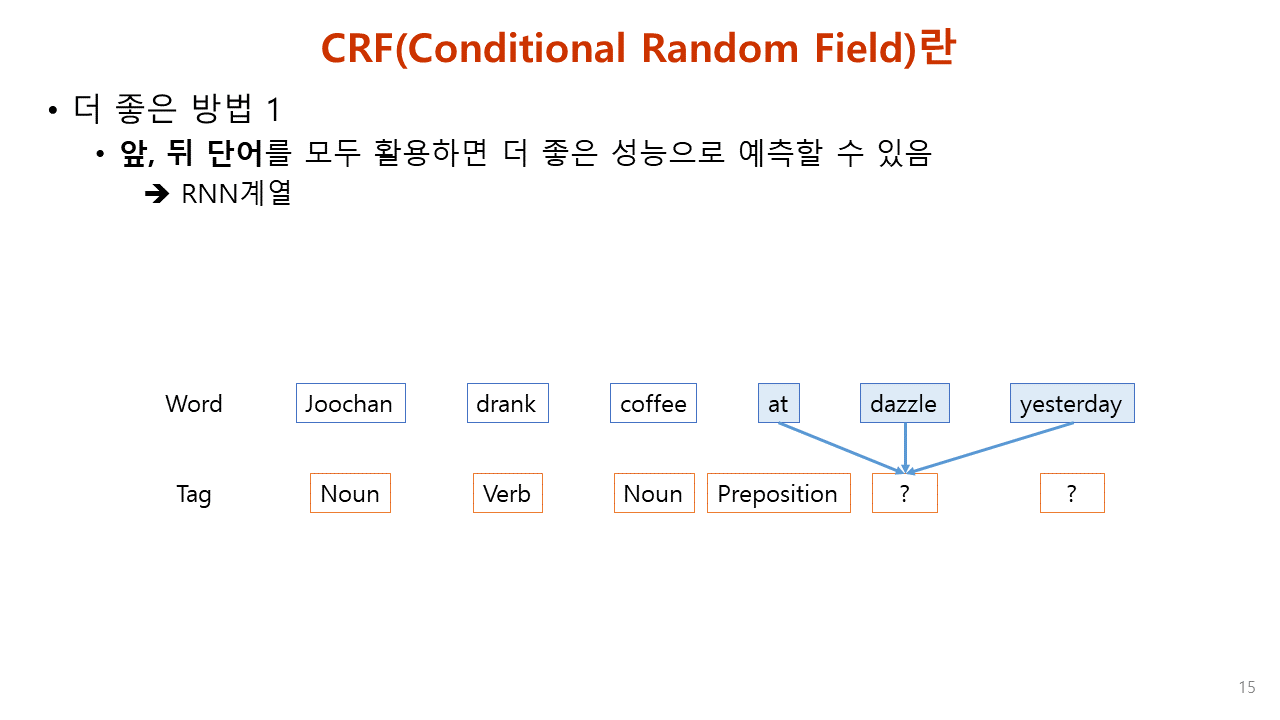 CRF(Conditional Random Field)란
• 더 좋은 방법 1
• 앞, 뒤 단어를 모두 활용하면 더 좋은 성능으로 예측할 수 있음
➔ RNN계열
Word Joochan drank coffee at dazzle yesterday
Tag Noun Verb Noun Preposition ? ?
15